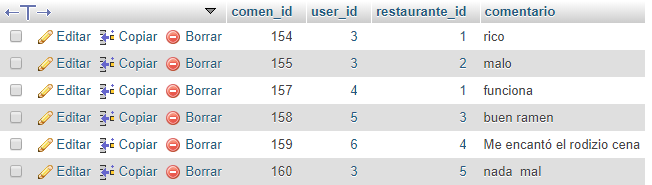 comen_id user_id restaurante_id comentario
Editar Copiar Borrar 154 3 1 rico
Editar Copiar Borrar 155 3 2 malo
Editar Copiar Borrar 157 4 1 funciona
Editar Copiar Borrar 158 5 3 buen ramen
Editar Copiar Borrar 159 6 4 Me encantó el rodizio cena
Editar Copiar Borrar 160 3 5 nada  mal